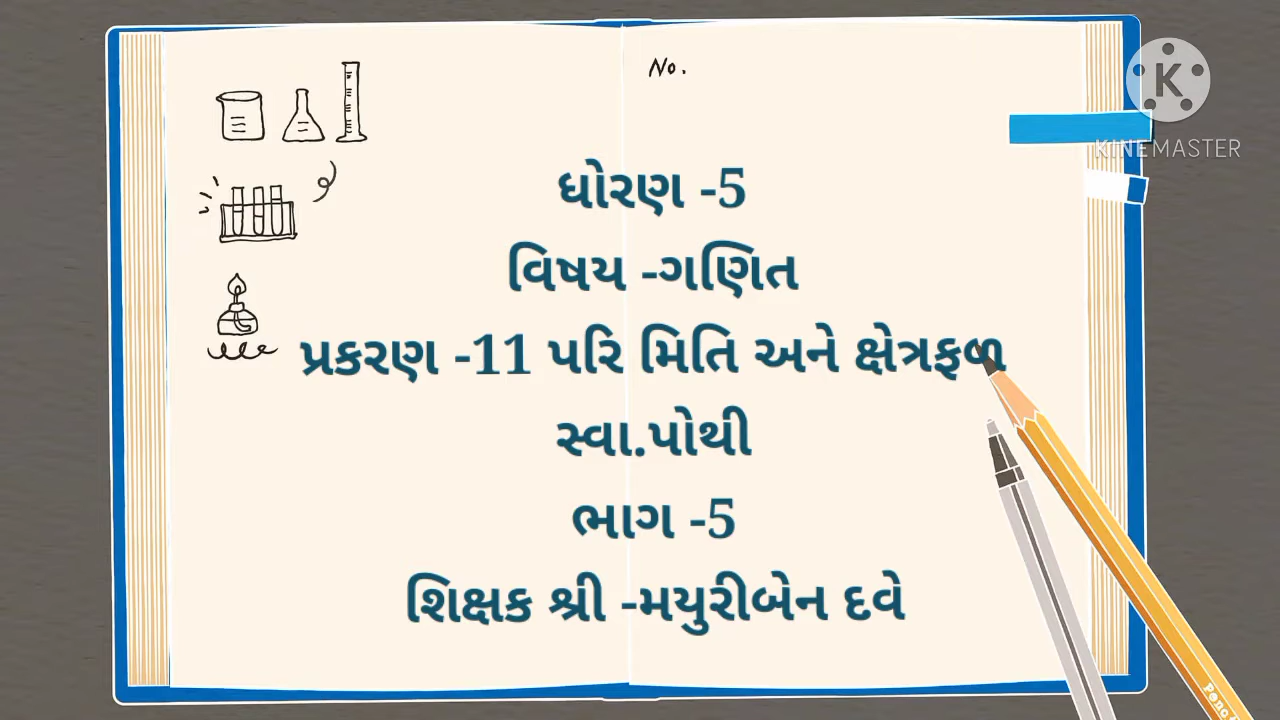 No.
K
KINEMASTER
ધોરણ -5
વિષય -ગણિત
પ્રકરણ -11 પરિ મિતિ અને ક્ષેત્રફળ
સ્વા.પોથી
ભાગ -5
શિક્ષક શ્રી -મયુરીબેન દવે